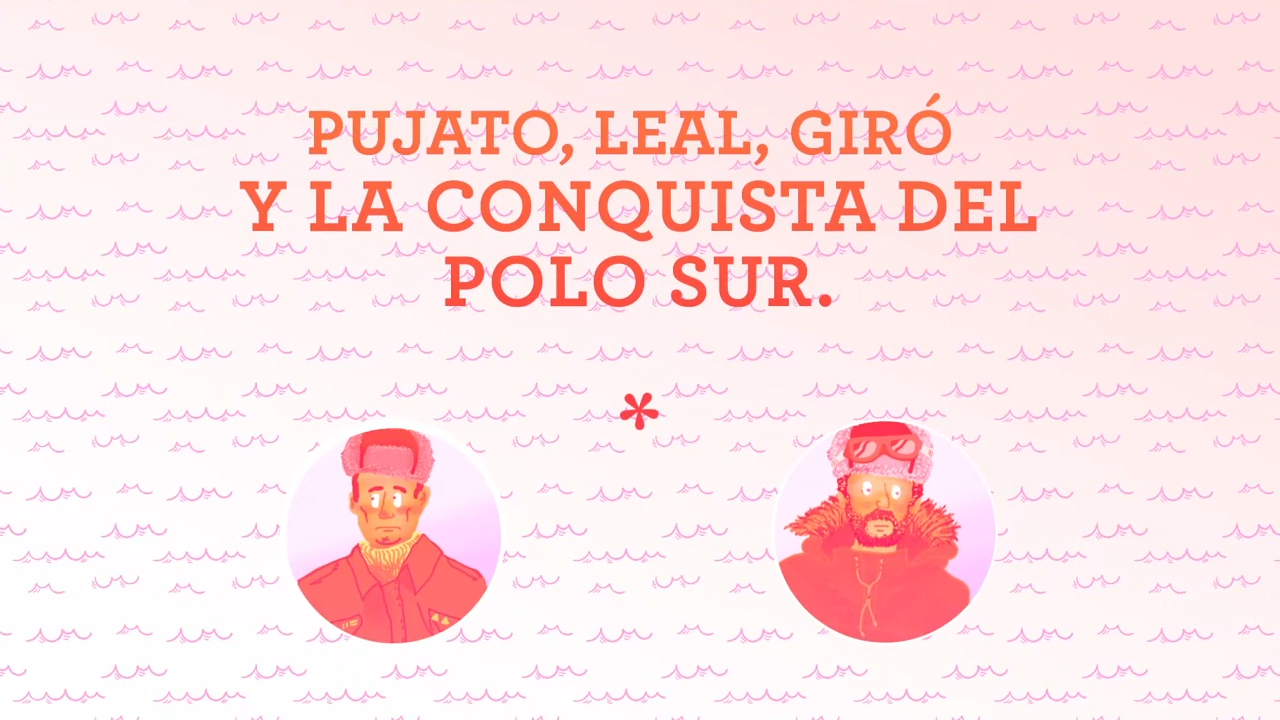 PUJATO, LEAL, GIRÓ
Y LA CONQUISTA DEL
POLO SUR.
*